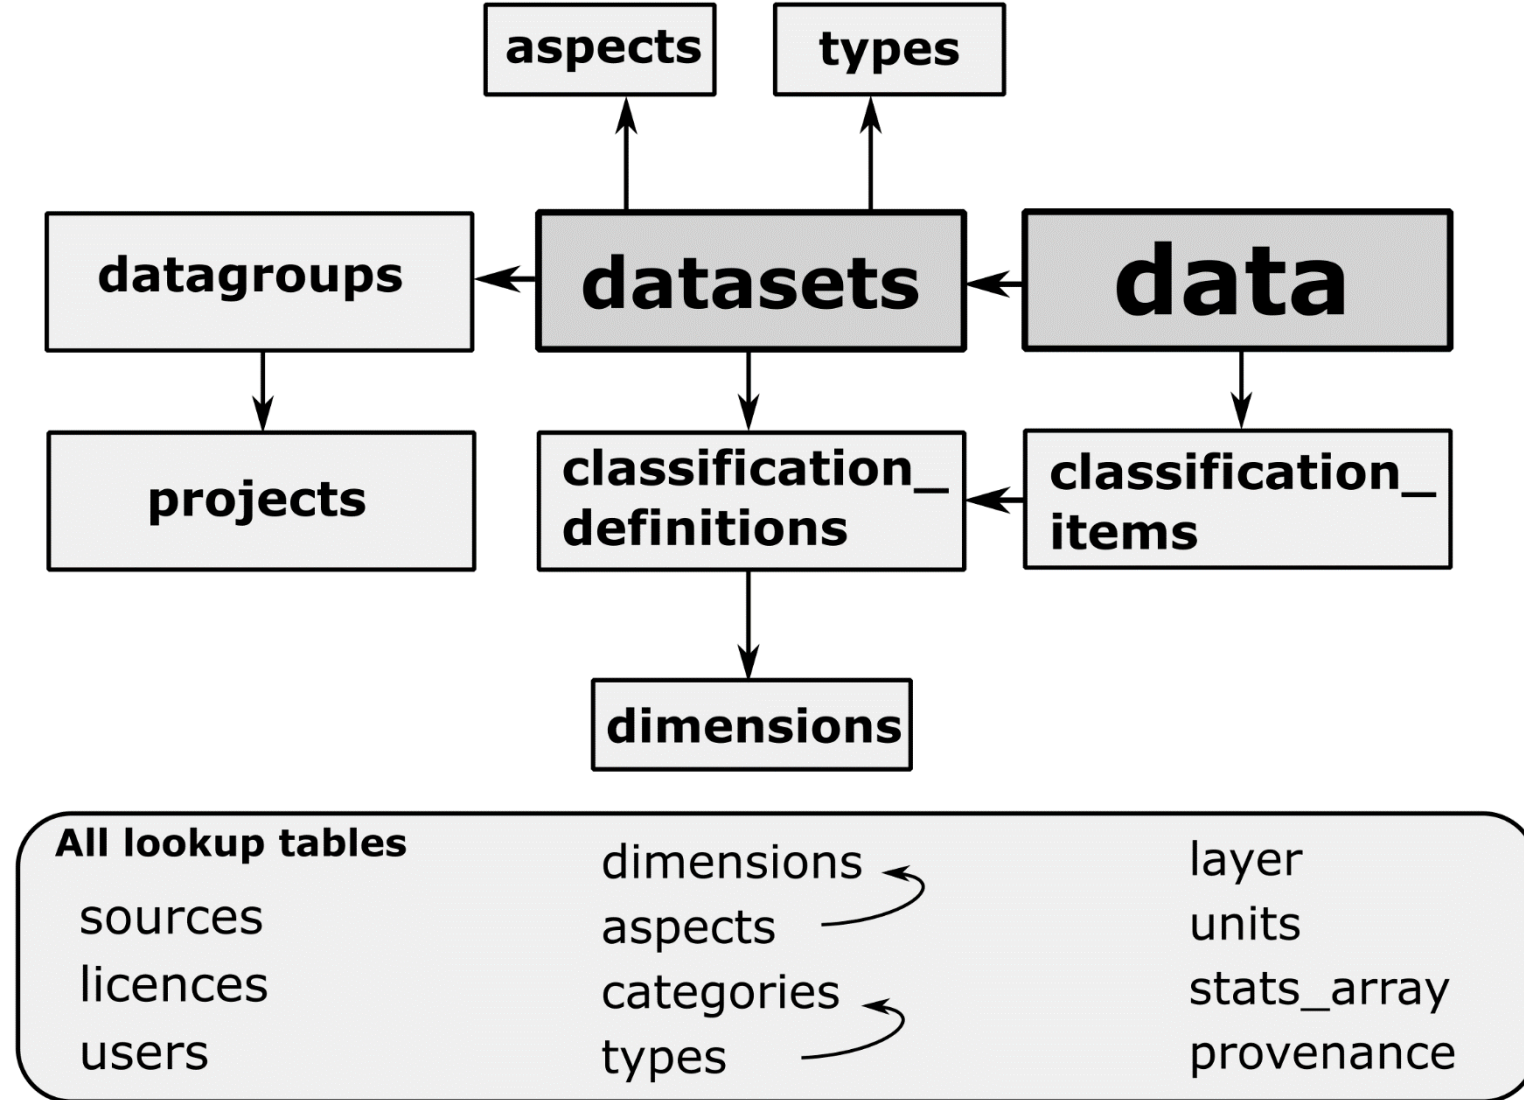 aspects
types
datagroups
datasets
data
projects
classification_
definitions
classification_
items
dimensions
All lookup tables
sources
licences
users
dimensions
aspects
categories
types
layer
units
stats_array
provenance